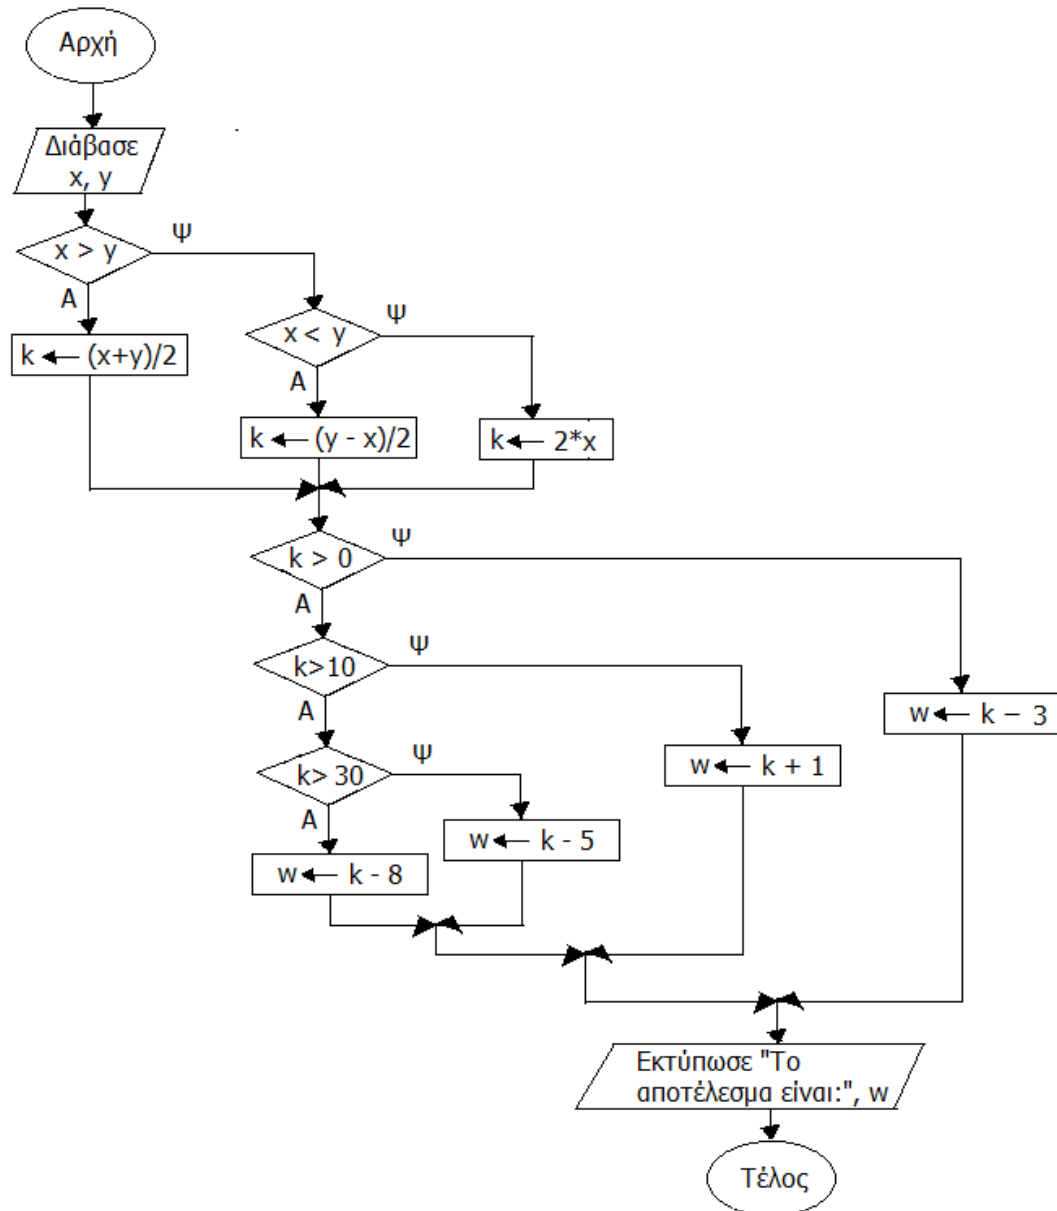 Αρχή
Διάβασε
x, y
x > y
Ψ
Α
k ← (x+y)/2
x < y
Ψ
Α
k ← (y - x)/2
k ← 2*x
k > 0
Ψ
Α
k>10
Ψ
Α
w ← k – 3
k> 30
Ψ
Α
w ← k + 1
w ← k - 5
w ← k - 8
Εκτύπωσε "Το
αποτέλεσμα είναι:", w
Τέλος